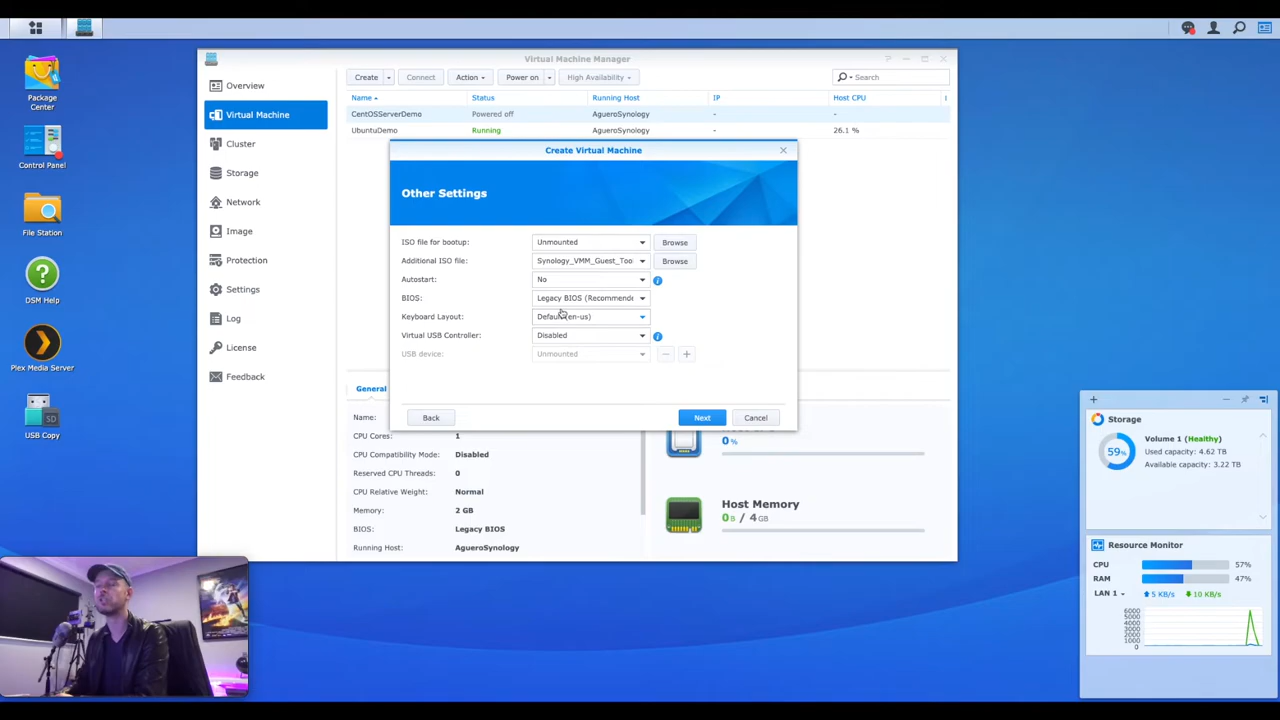 Virtual Machine Manager
Package Center
Control Panel
File Station
DSM Help
Plex Media Server
USB Copy
Overview
Virtual Machine
Cluster
Storage
Network
Image
Protection
Settings
Log
License
Feedback
Create Connect Action Power on High Availability Search
Name Status Running Host IP Host CPU
CentOSServerDemo Powered off AgueroSynology - -
UbuntuDemo Running AgueroSynology - 26.1 %
Create Virtual Machine
Other Settings
ISO file for bootup: Unmounted Browse
Additional ISO file: Synology_VMM_Guest_Too Browse
Autostart: No
BIOS: Legacy BIOS (Recommende
Keyboard Layout: Default (en-us)
Virtual USB Controller: Disabled
USB device: Unmounted
Back Next Cancel
General
Name:
CPU Cores: 1
CPU Compatibility Mode: Disabled
Reserved CPU Threads: 0
CPU Relative Weight: Normal
Memory: 2 GB
BIOS: Legacy BIOS
Running Host: AgueroSynology
0 %
Host Memory
0 B / 4 GB
Storage
59%
Volume 1 (Healthy)
Used capacity: 4.62 TB
Available capacity: 3.22 TB
Resource Monitor
CPU 57%
RAM 47%
LAN 1 5 KB/s 10 KB/s
6000
5000
4000
3000
2000
1000
0